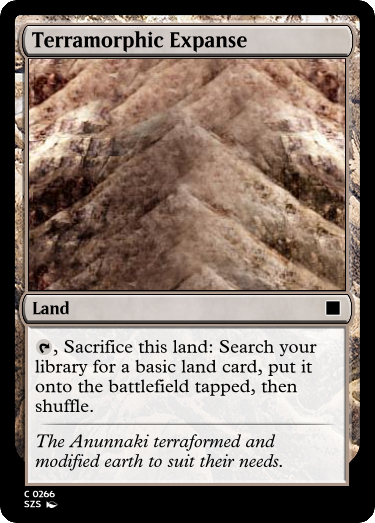 Terramorphic Expanse
Land
, Sacrifice this land: Search your
library for a basic land card, put it
onto the battlefield tapped, then
shuffle.
The Anunnaki terraformed and
modified earth to suit their needs.
C 0266
SZS